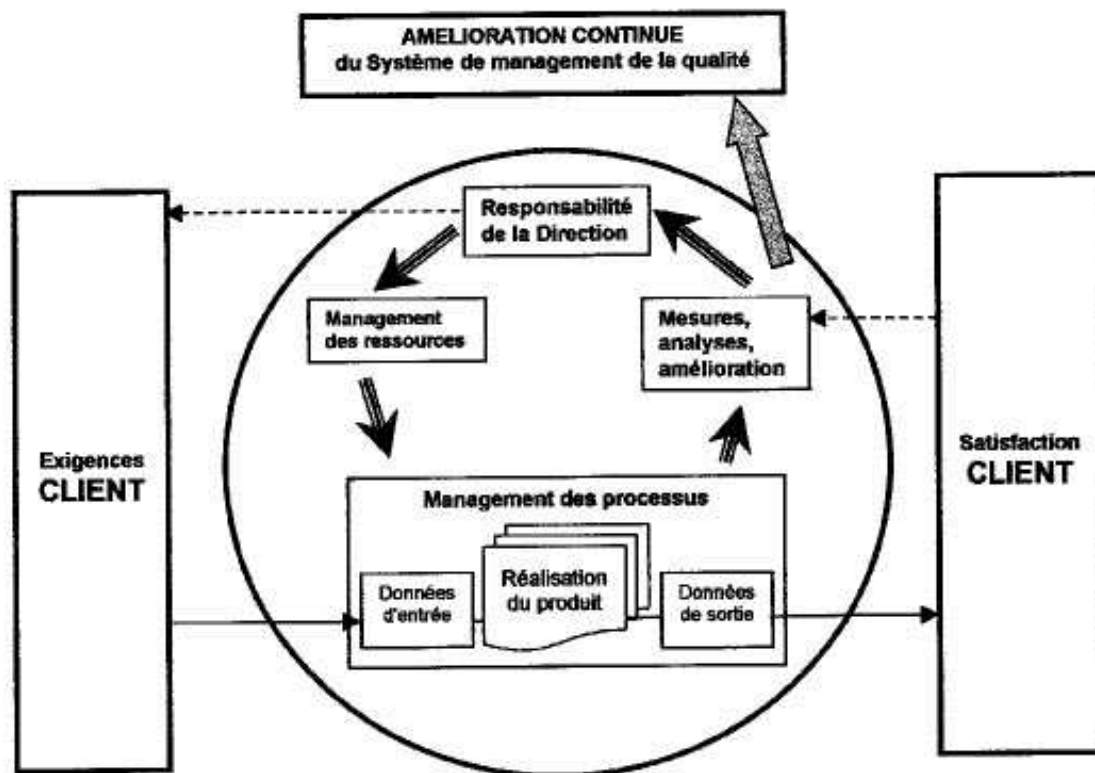 AMELIORATION CONTINUE
du Système de management de la qualité
Responsabilité
de la Direction
Management
des ressources
Mesures,
analyses,
amélioration
Exigences
CLIENT
Satisfaction
CLIENT
Management des processus
Données
d'entrée
Réalisation
du produit
Données
de sortie